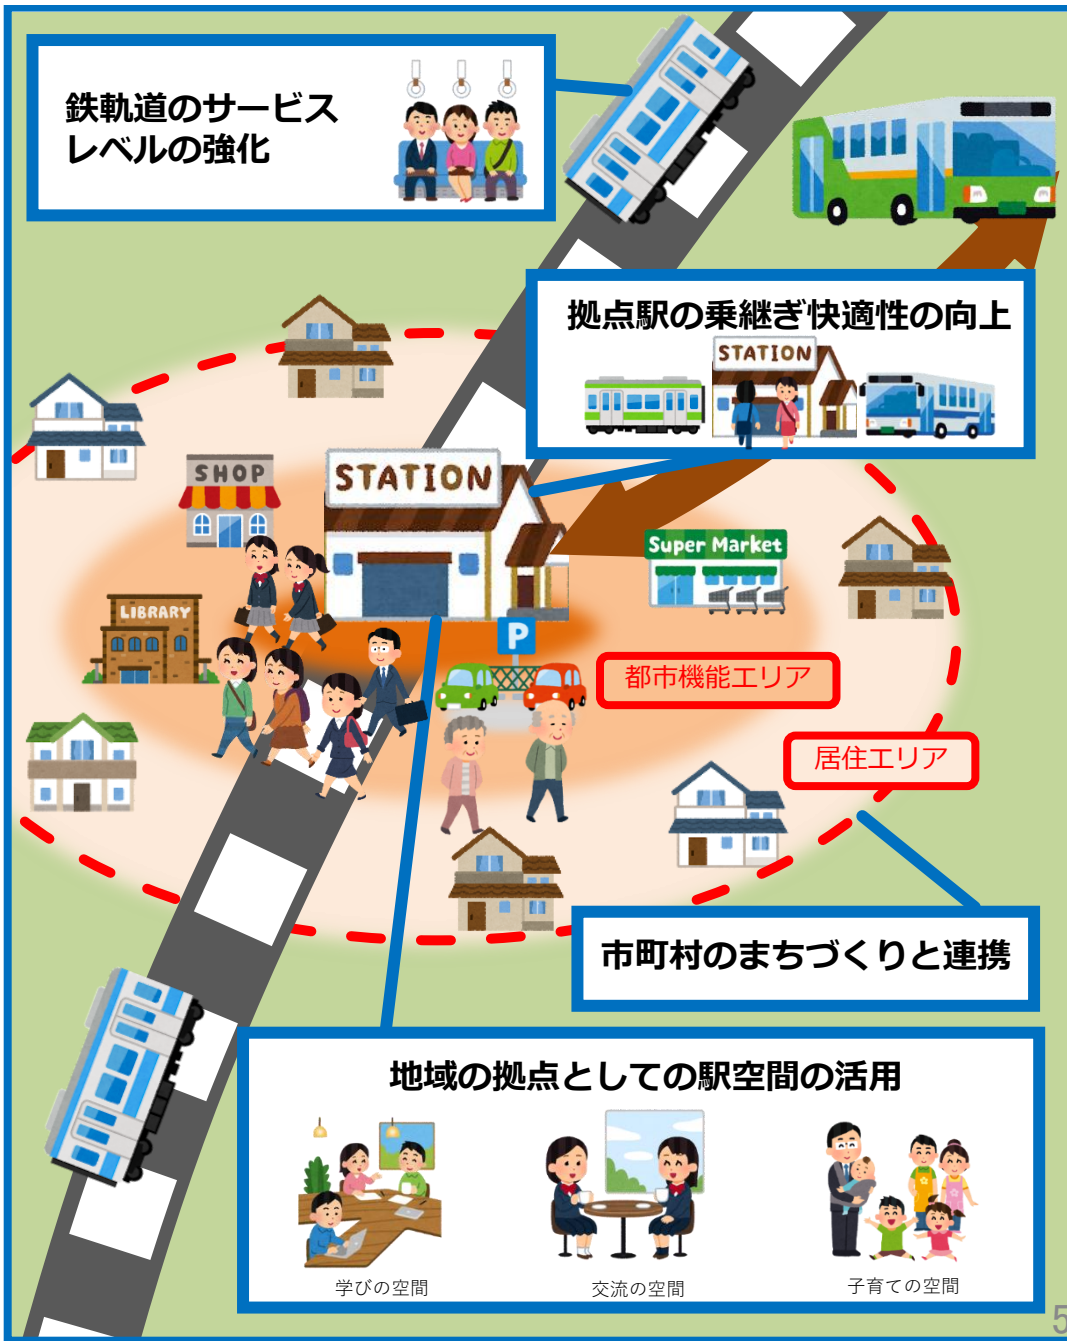 鉄軌道のサービス
レベルの強化
拠点駅の乗継ぎ快適性の向上
STATION
SHOP
STATION
Super Market
LIBRARY
P
都市機能エリア
居住エリア
市町村のまちづくりと連携
地域の拠点としての駅空間の活用
学びの空間
交流の空間
子育ての空間
5